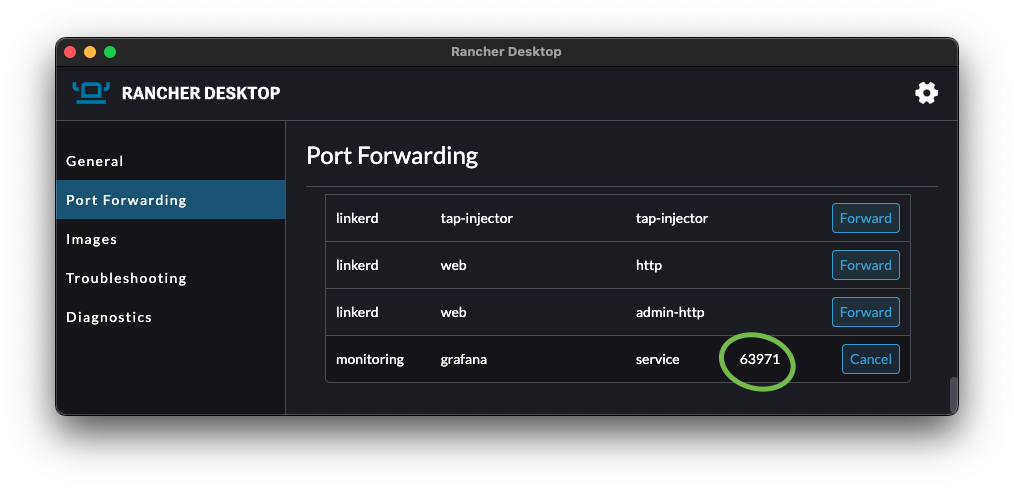 Rancher Desktop
RANCHER DESKTOP
General
Port Forwarding
Images
Troubleshooting
Diagnostics
Port Forwarding
linkerd tap-injector tap-injector Forward
linkerd web http Forward
linkerd web admin-http Forward
monitoring grafana service 63971 Cancel